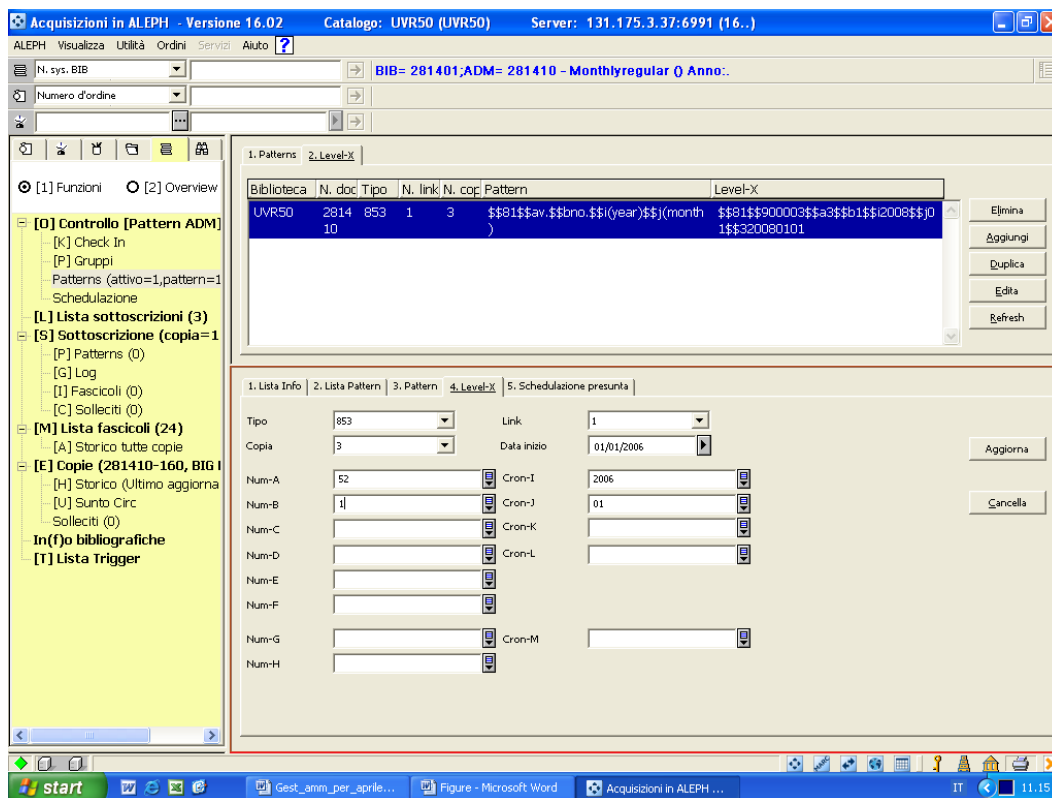 Acquisizioni in ALEPH - Versione 16.02 Catalogo: UVR50 (UVR50) Server: 131.175.3.37:6991 (16..)
ALEPH Visualizza Utilità Ordini Servizi Aiuto ?
N. sys. BIB
BIB= 281401;ADM= 281410 - Monthlyregular () Anno:.
Numero d'ordine
[1] Funzioni [2] Overview
[O] Controllo [Pattern ADM]
[K] Check In
[P] Gruppi
Patterns (attivo=1,pattern=1
Schedulazione
[L] Lista sottoscrizioni (3)
[S] Sottoscrizione (copia=1
[P] Patterns (0)
[G] Log
[I] Fascicoli (0)
[C] Solleciti (0)
[M] Lista fascicoli (24)
[A] Storico tutte copie
[E] Copie (281410-160, BIG I
[H] Storico (Ultimo aggiorna
[U] Sunto Circ
Solleciti (0)
In(f)o bibliografiche
[T] Lista Trigger
1. Patterns 2. Level-X
Biblioteca N. doc Tipo N. link N. cop Pattern Level-X
UVR50 2814 853 1 3 $$81$$av.$$bno.$$i(year)$$j(month $$81$$900003$$a3$$b1$$i2008$$j0
10 ) 1$$320080101
Elimina
Aggiungi
Duplica
Edita
Refresh
1. Lista Info 2. Lista Pattern 3. Pattern 4. Level-X 5. Schedulazione presunta
Tipo 853 Link 1
Copia 3 Data inizio 01/01/2006
Aggiorna
Num-A 52 Cron-I 2006
Num-B 1 Cron-J 01
Cancella
Num-C Cron-K
Num-D Cron-L
Num-E
Num-F
Num-G Cron-M
Num-H
start Gest_amm_per_aprile... Figure - Microsoft Word Acquisizioni in ALEPH ... IT 11.15